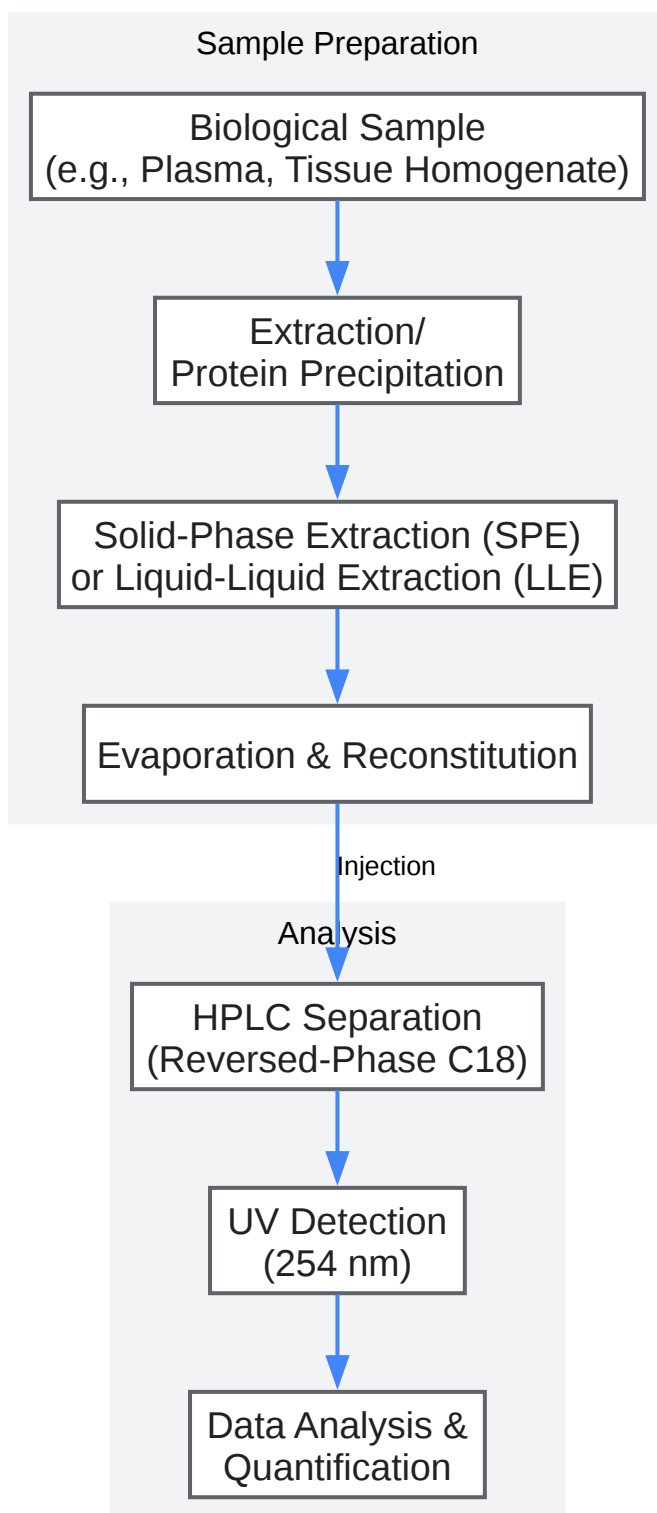 Sample Preparation
Biological Sample
(e.g., Plasma, Tissue Homogenate)
Extraction/
Protein Precipitation
Solid-Phase Extraction (SPE)
or Liquid-Liquid Extraction (LLE)
Evaporation & Reconstitution
Injection
Analysis
HPLC Separation
(Reversed-Phase C18)
UV Detection
(254 nm)
Data Analysis &
Quantification